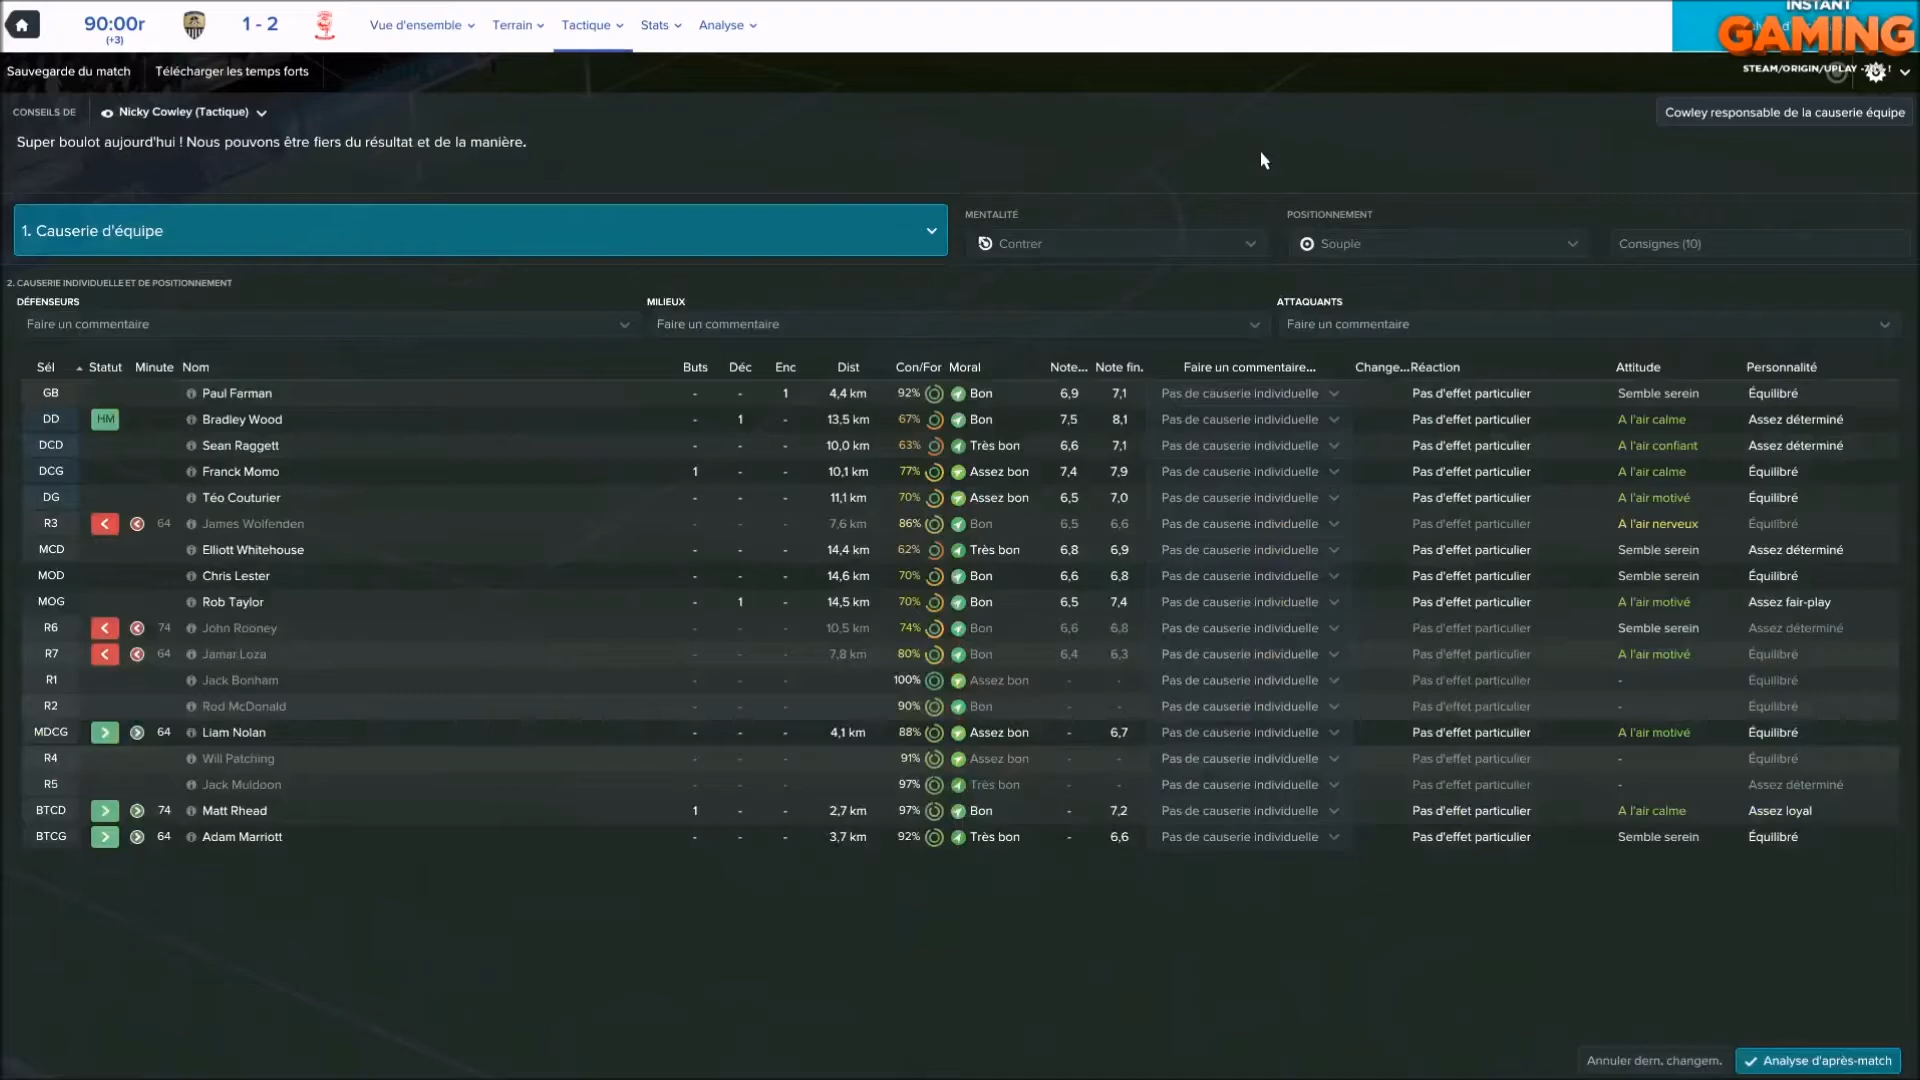 90:00r
(+3)
1 - 2
Vue d'ensemble
Terrain
Tactique
Stats
Analyse
INSTANT
GAMING
Sauvegarde du match
Télécharger les temps forts
STEAM/ORIGIN/UPLAY
CONSEILS DE
Nicky Cowley (Tactique)
Cowley responsable de la causerie équipe
Super boulot aujourd'hui ! Nous pouvons être fiers du résultat et de la manière.
1. Causerie d'équipe
MENTALITÉ
Contrer
POSITIONNEMENT
Souple
Consignes (10)
2. CAUSERIE INDIVIDUELLE ET DE POSITIONNEMENT
DÉFENSEURS MILIEUX ATTAQUANTS
Faire un commentaire Faire un commentaire Faire un commentaire
Sél Statut Minute Nom Buts Déc Enc Dist Con/For Moral Note... Note fin. Faire un commentaire... Change... Réaction Attitude Personnalité
GB Paul Farman - - 1 4,4 km 92% Bon 6,9 7,1 Pas de causerie individuelle Pas d'effet particulier Semble serein Équilibré
DD HM Bradley Wood - 1 - 13,5 km 67% Bon 7,5 8,1 Pas de causerie individuelle Pas d'effet particulier A l'air calme Assez déterminé
DCD Sean Raggett - - - 10,0 km 63% Très bon 6,6 7,1 Pas de causerie individuelle Pas d'effet particulier A l'air confiant Assez déterminé
DCG Franck Momo 1 - - 10,1 km 77% Assez bon 7,4 7,9 Pas de causerie individuelle Pas d'effet particulier A l'air calme Équilibré
DG Téo Couturier - - - 11,1 km 70% Assez bon 6,5 7,0 Pas de causerie individuelle Pas d'effet particulier A l'air motivé Équilibré
R3 64 James Wolfenden - - - 7,6 km 86% Bon 6,5 6,6 Pas de causerie individuelle Pas d'effet particulier A l'air nerveux Équilibré
MCD Elliott Whitehouse - - - 14,4 km 62% Très bon 6,8 6,9 Pas de causerie individuelle Pas d'effet particulier Semble serein Assez déterminé
MOD Chris Lester - - - 14,6 km 70% Bon 6,6 6,8 Pas de causerie individuelle Pas d'effet particulier Semble serein Équilibré
MOG Rob Taylor - 1 - 14,5 km 70% Bon 6,5 7,4 Pas de causerie individuelle Pas d'effet particulier A l'air motivé Assez fair-play
R6 74 John Rooney - - - 10,5 km 74% Bon 6,6 6,8 Pas de causerie individuelle Pas d'effet particulier Semble serein Assez déterminé
R7 64 Jamar Loza - - - 7,8 km 80% Bon 6,4 6,3 Pas de causerie individuelle Pas d'effet particulier A l'air motivé Équilibré
R1 Jack Bonham - - - 100% Assez bon - - Pas de causerie individuelle Pas d'effet particulier - Équilibré
R2 Rod McDonald - - - 90% Bon - - Pas de causerie individuelle Pas d'effet particulier - Équilibré
MDCG 64 Liam Nolan - - - 4,1 km 88% Assez bon - 6,7 Pas de causerie individuelle Pas d'effet particulier A l'air motivé Équilibré
R4 Will Patching - - - 91% Assez bon - - Pas de causerie individuelle Pas d'effet particulier - Équilibré
R5 Jack Muldoon - - - 97% Très bon - - Pas de causerie individuelle Pas d'effet particulier - Assez déterminé
BTCD 74 Matt Rhead 1 - - 2,7 km 97% Bon - 7,2 Pas de causerie individuelle Pas d'effet particulier A l'air calme Assez loyal
BTCG 64 Adam Marriott - - - 3,7 km 92% Très bon - 6,6 Pas de causerie individuelle Pas d'effet particulier Semble serein Équilibré
Annuler dern. changem.
Analyse d'après-match